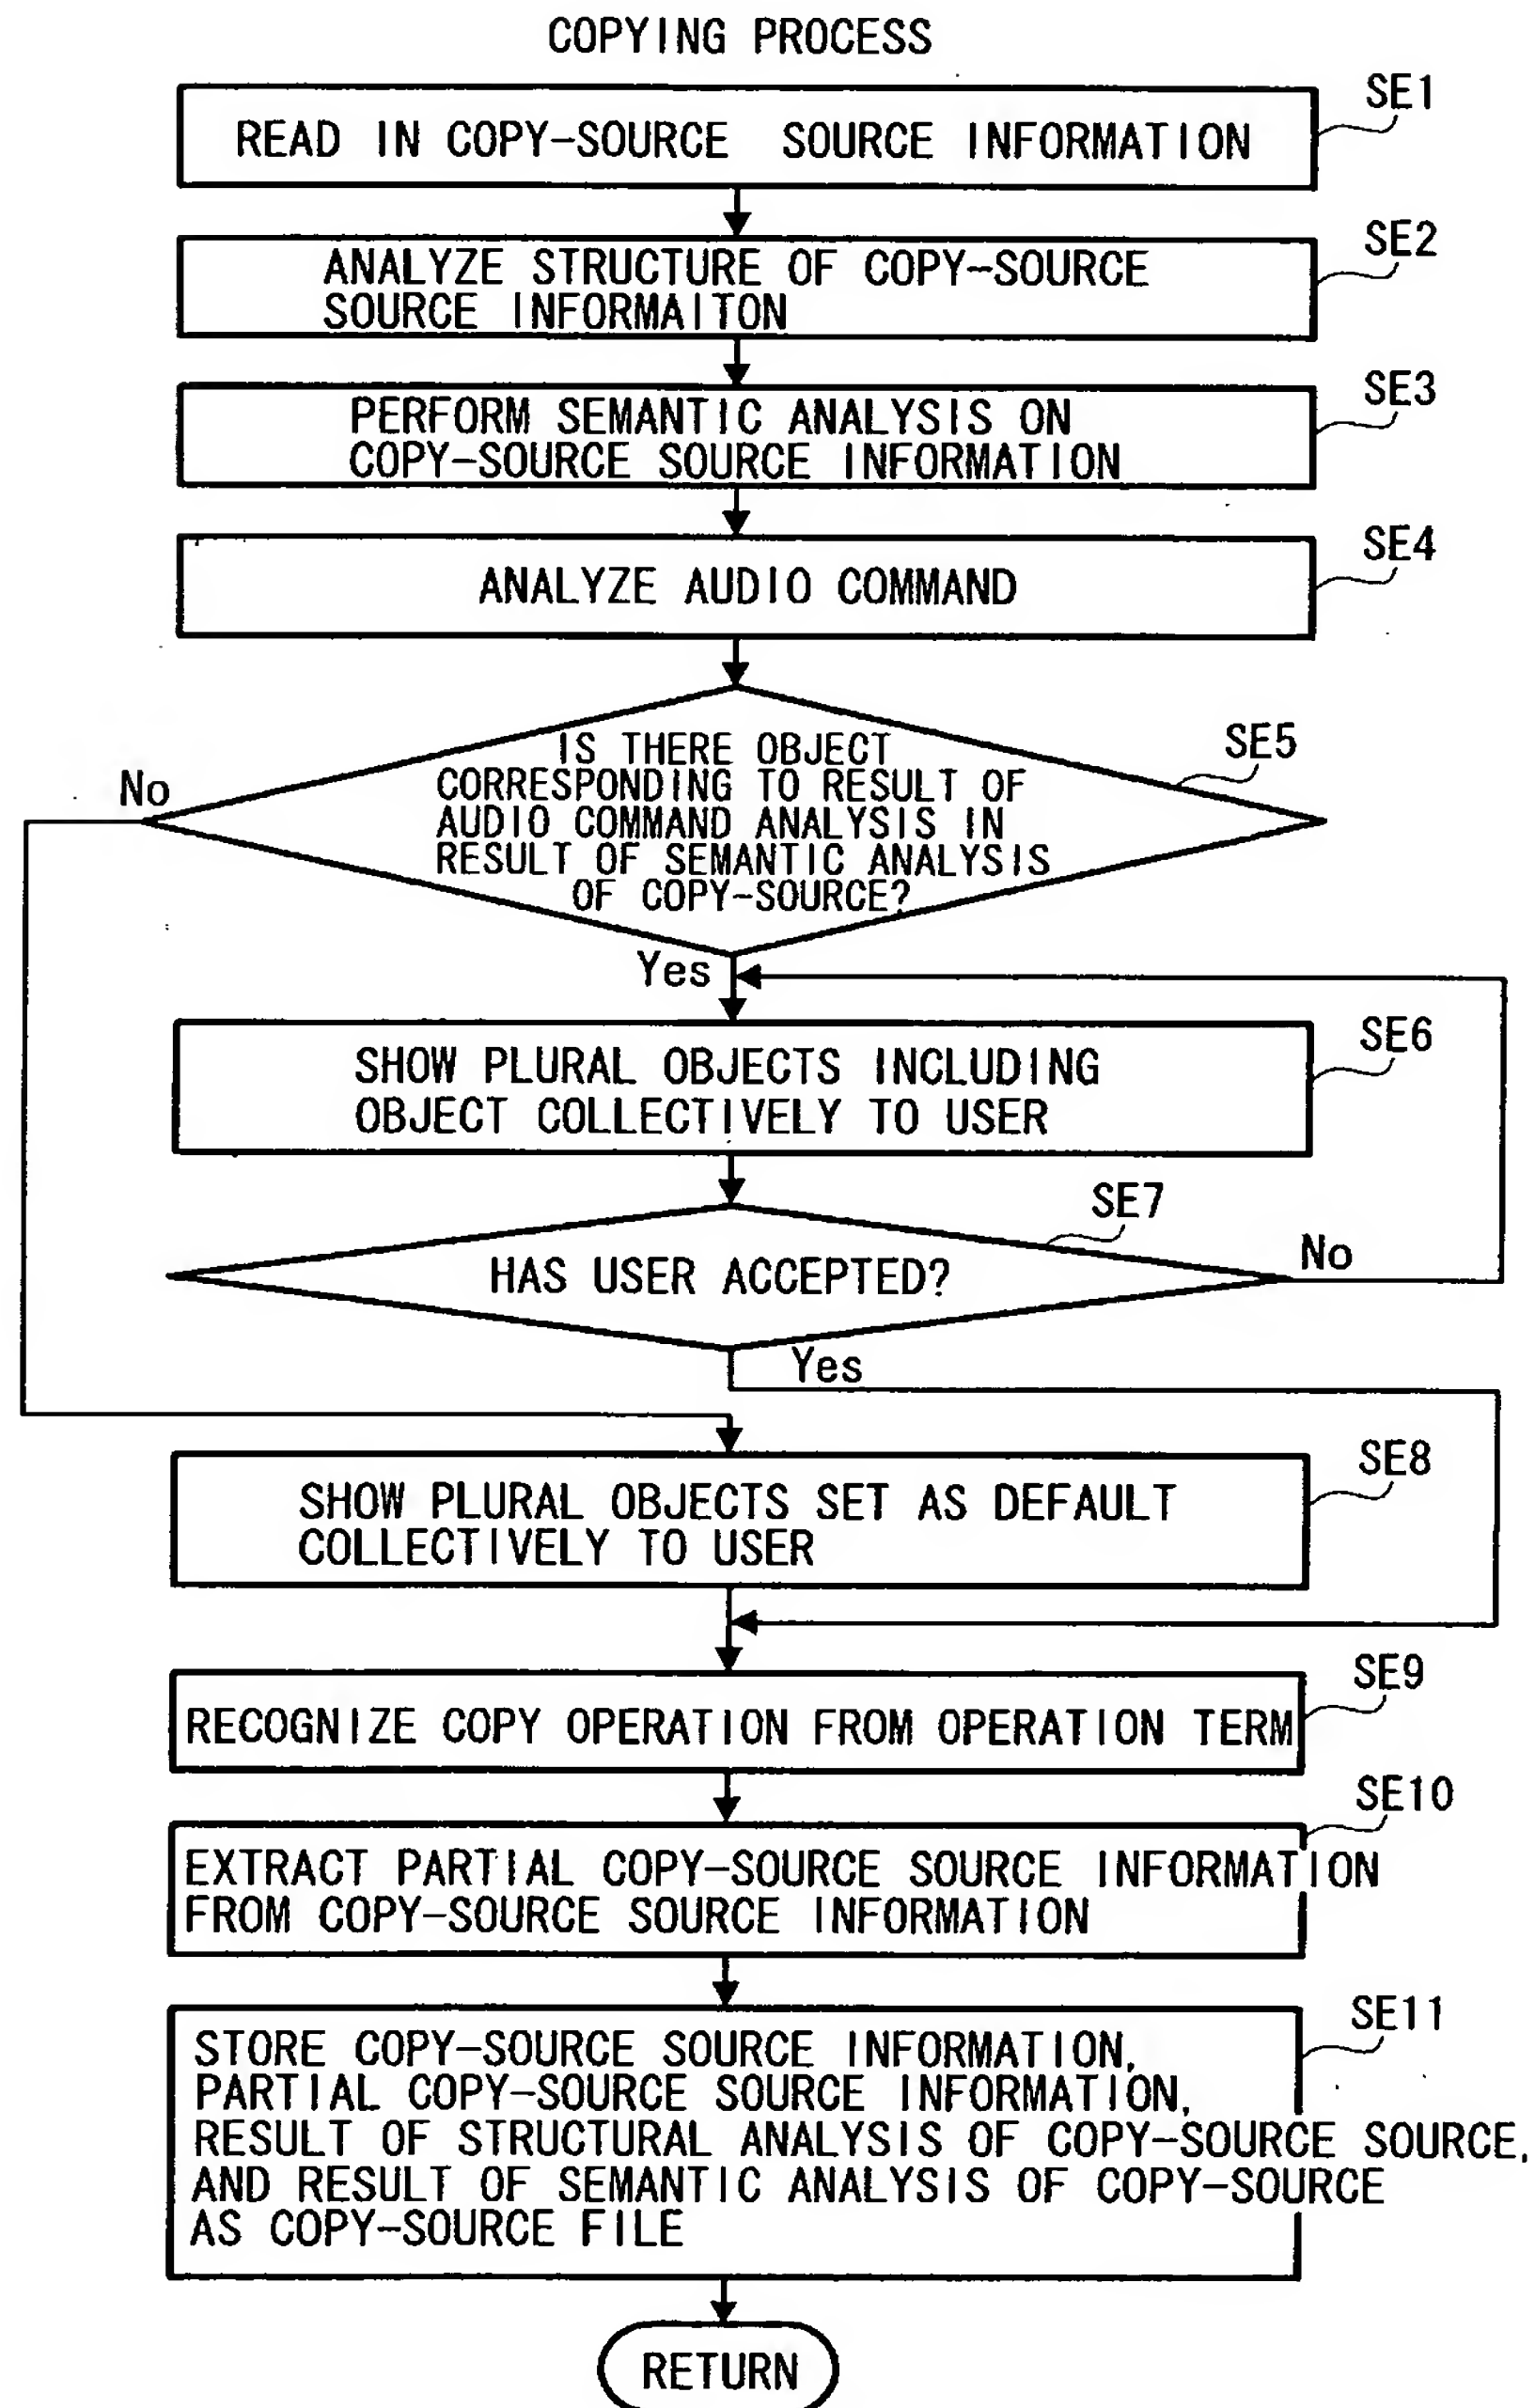 COPYING PROCESS
SE1
READ IN COPY-SOURCE SOURCE INFORMATION
SE2
ANALYZE STRUCTURE OF COPY-SOURCE
SOURCE INFORMAITON
SE3
PERFORM SEMANTIC ANALYSIS ON
COPY-SOURCE SOURCE INFORMATION
SE4
ANALYZE AUDIO COMMAND
SE5
IS THERE OBJECT
CORRESPONDING TO RESULT OF
AUDIO COMMAND ANALYSIS IN
RESULT OF SEMANTIC ANALYSIS
OF COPY-SOURCE?
No
Yes
SE6
SHOW PLURAL OBJECTS INCLUDING
OBJECT COLLECTIVELY TO USER
SE7
HAS USER ACCEPTED?
No
Yes
SE8
SHOW PLURAL OBJECTS SET AS DEFAULT
COLLECTIVELY TO USER
SE9
RECOGNIZE COPY OPERATION FROM OPERATION TERM
SE10
EXTRACT PARTIAL COPY-SOURCE SOURCE INFORMATION
FROM COPY-SOURCE SOURCE INFORMATION
SE11
STORE COPY-SOURCE SOURCE INFORMATION,
PARTIAL COPY-SOURCE SOURCE INFORMATION,
RESULT OF STRUCTURAL ANALYSIS OF COPY-SOURCE SOURCE,
AND RESULT OF SEMANTIC ANALYSIS OF COPY-SOURCE
AS COPY-SOURCE FILE
RETURN